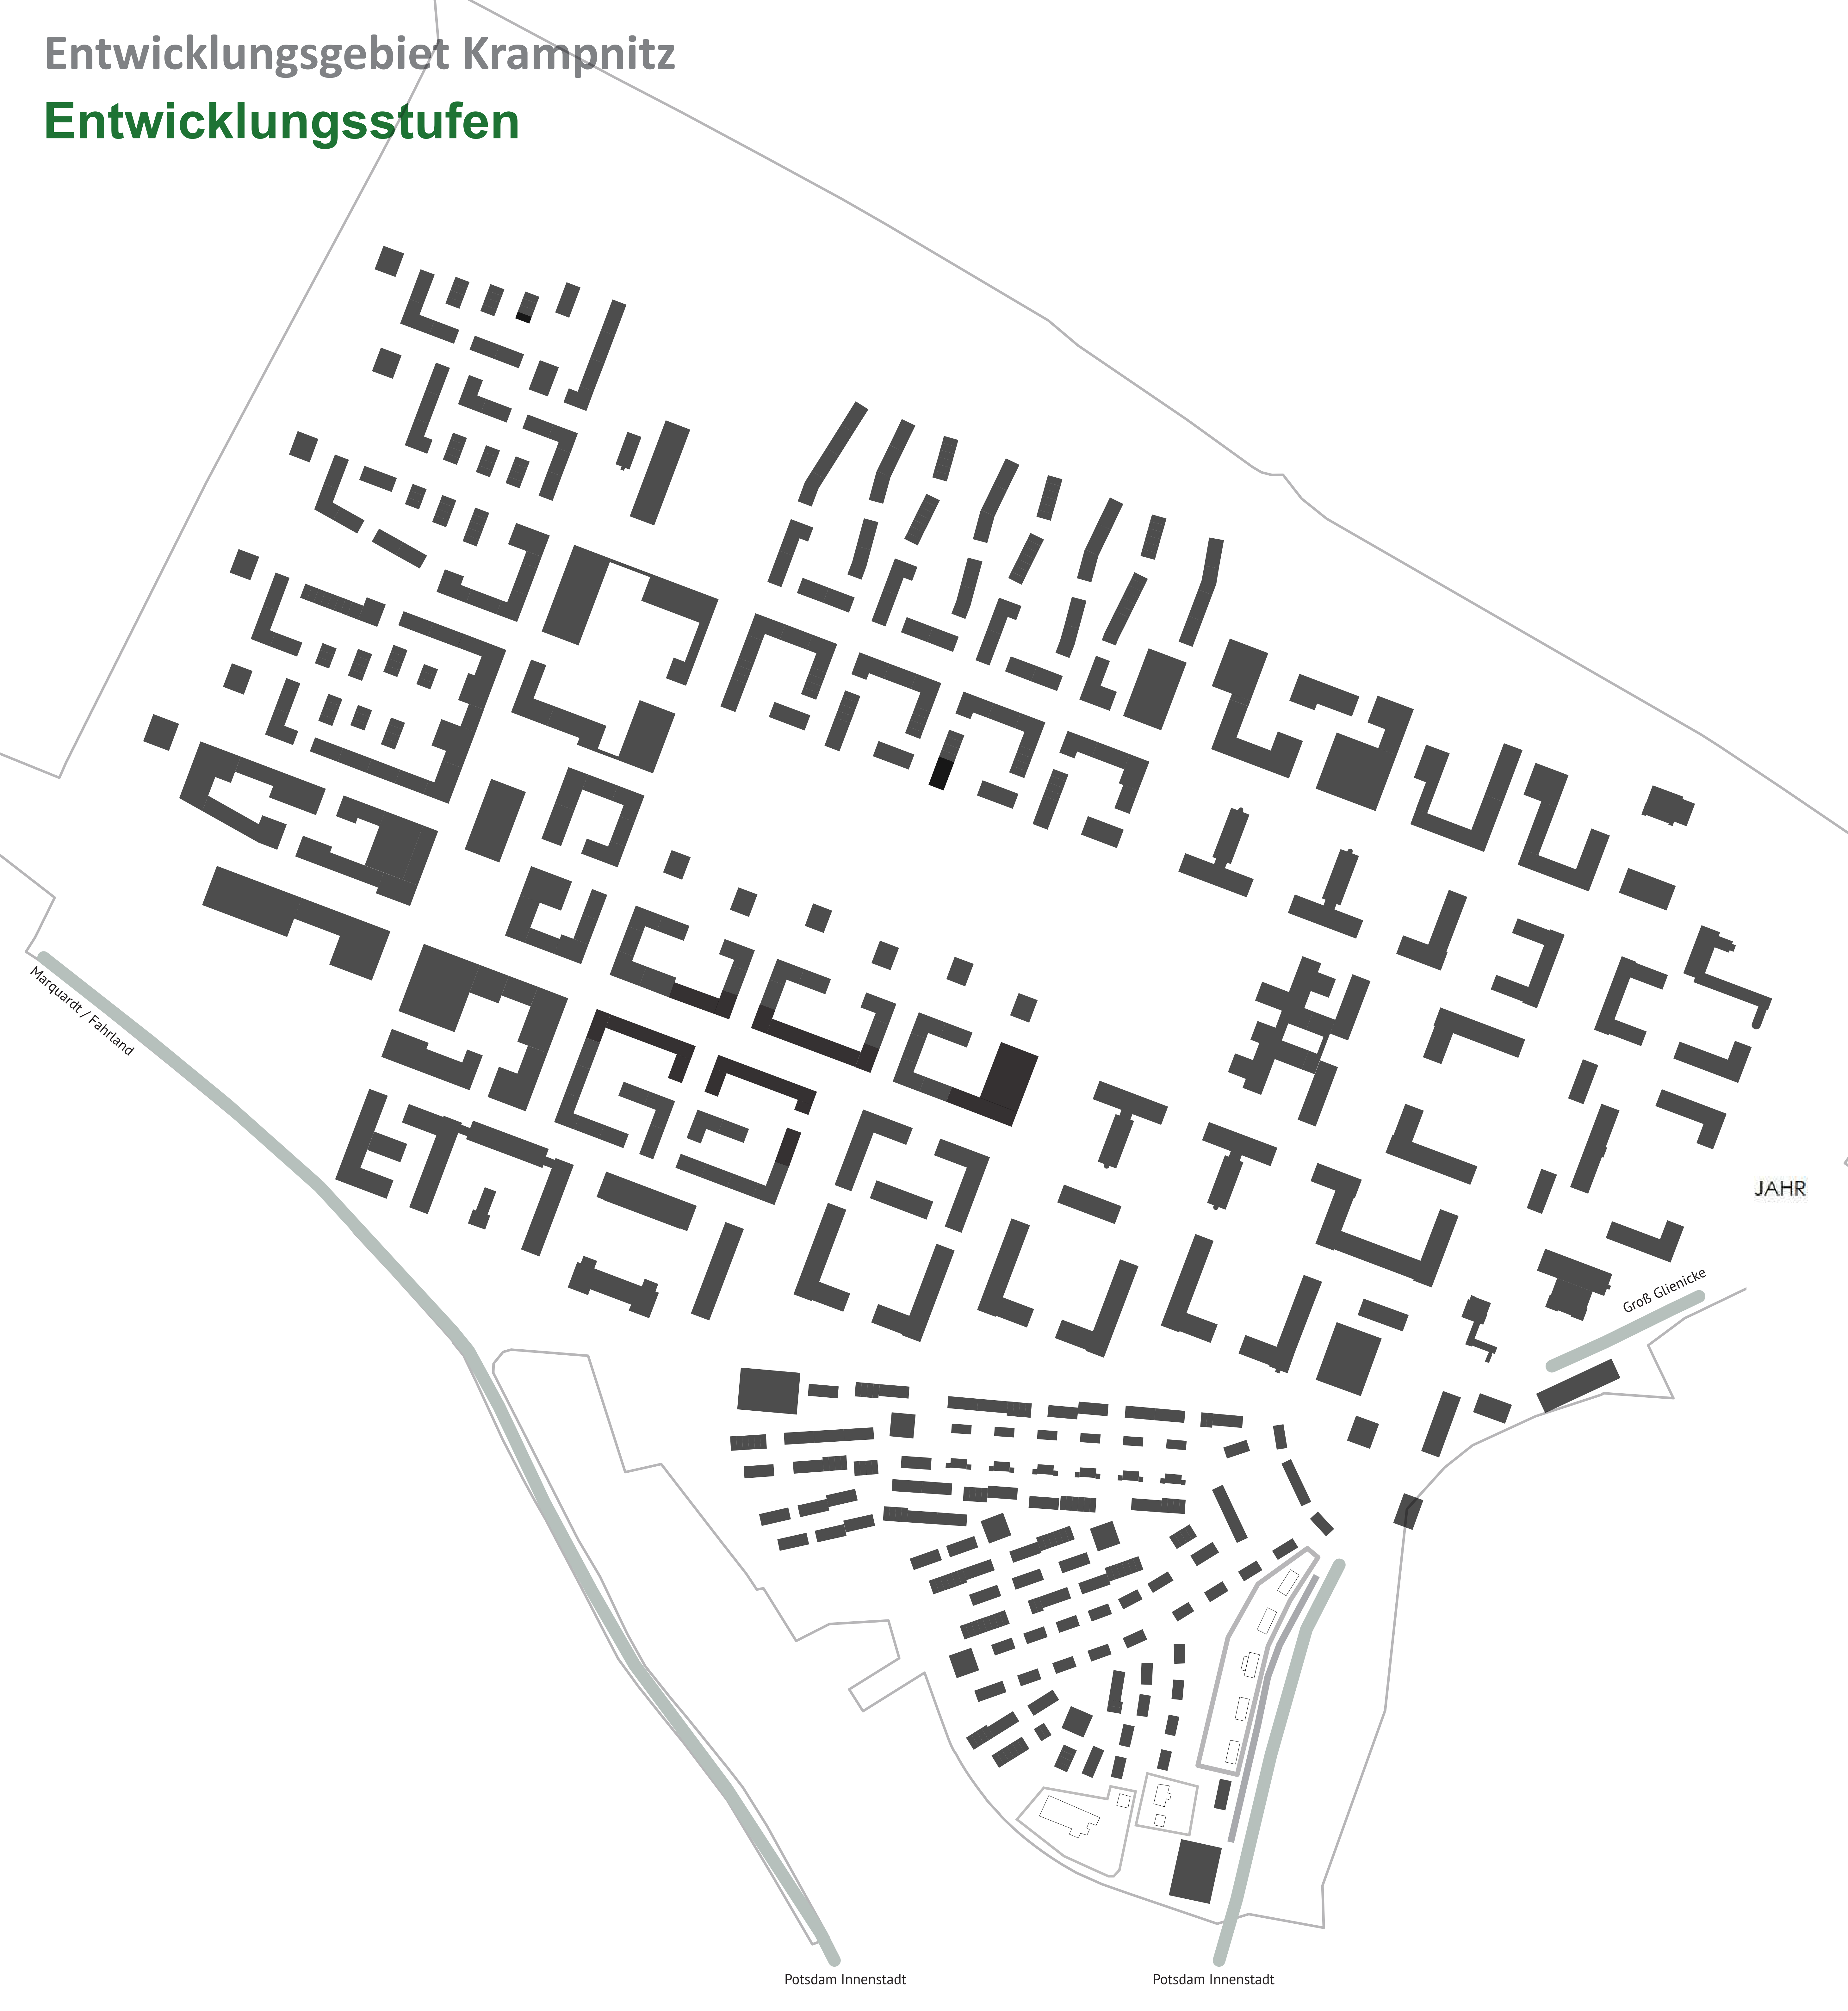 Entwicklungsgebiet Krampnitz
Entwicklungsstufen
Marquardt / Fahrland
JAHR
Groß Glienicke
Potsdam Innenstadt
Potsdam Innenstadt